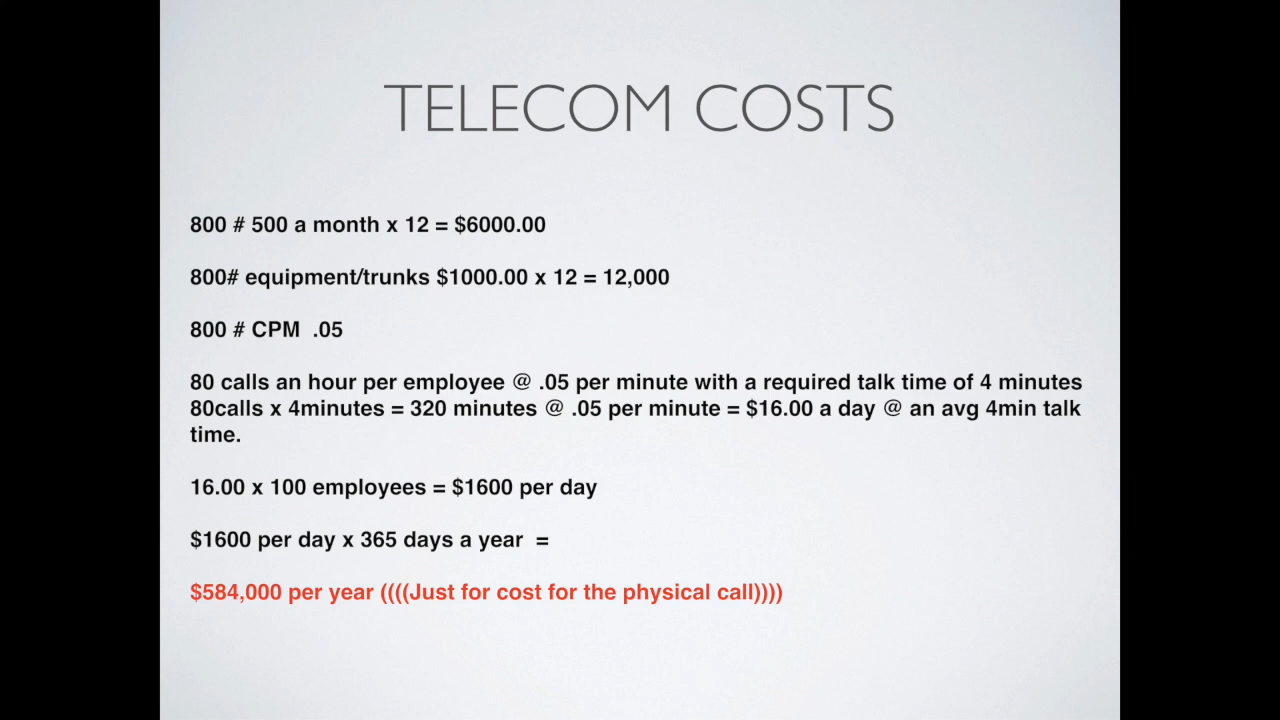 TELECOM COSTS
800 # 500 a month x 12 = $6000.00
800# equipment/trunks $1000.00 x 12 = 12,000
800 # CPM  .05
80 calls an hour per employee @ .05 per minute with a required talk time of 4 minutes
80calls x 4minutes = 320 minutes @ .05 per minute = $16.00 a day @ an avg 4min talk
time.
16.00 x 100 employees = $1600 per day
$1600 per day x 365 days a year  =
$584,000 per year ((((Just for cost for the physical call))))